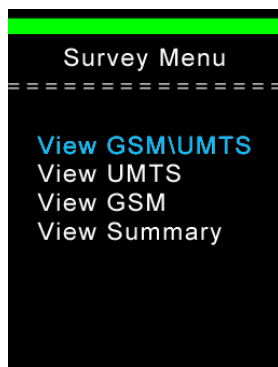 Survey Menu
================
View GSM\UMTS
View UMTS
View GSM
View Summary